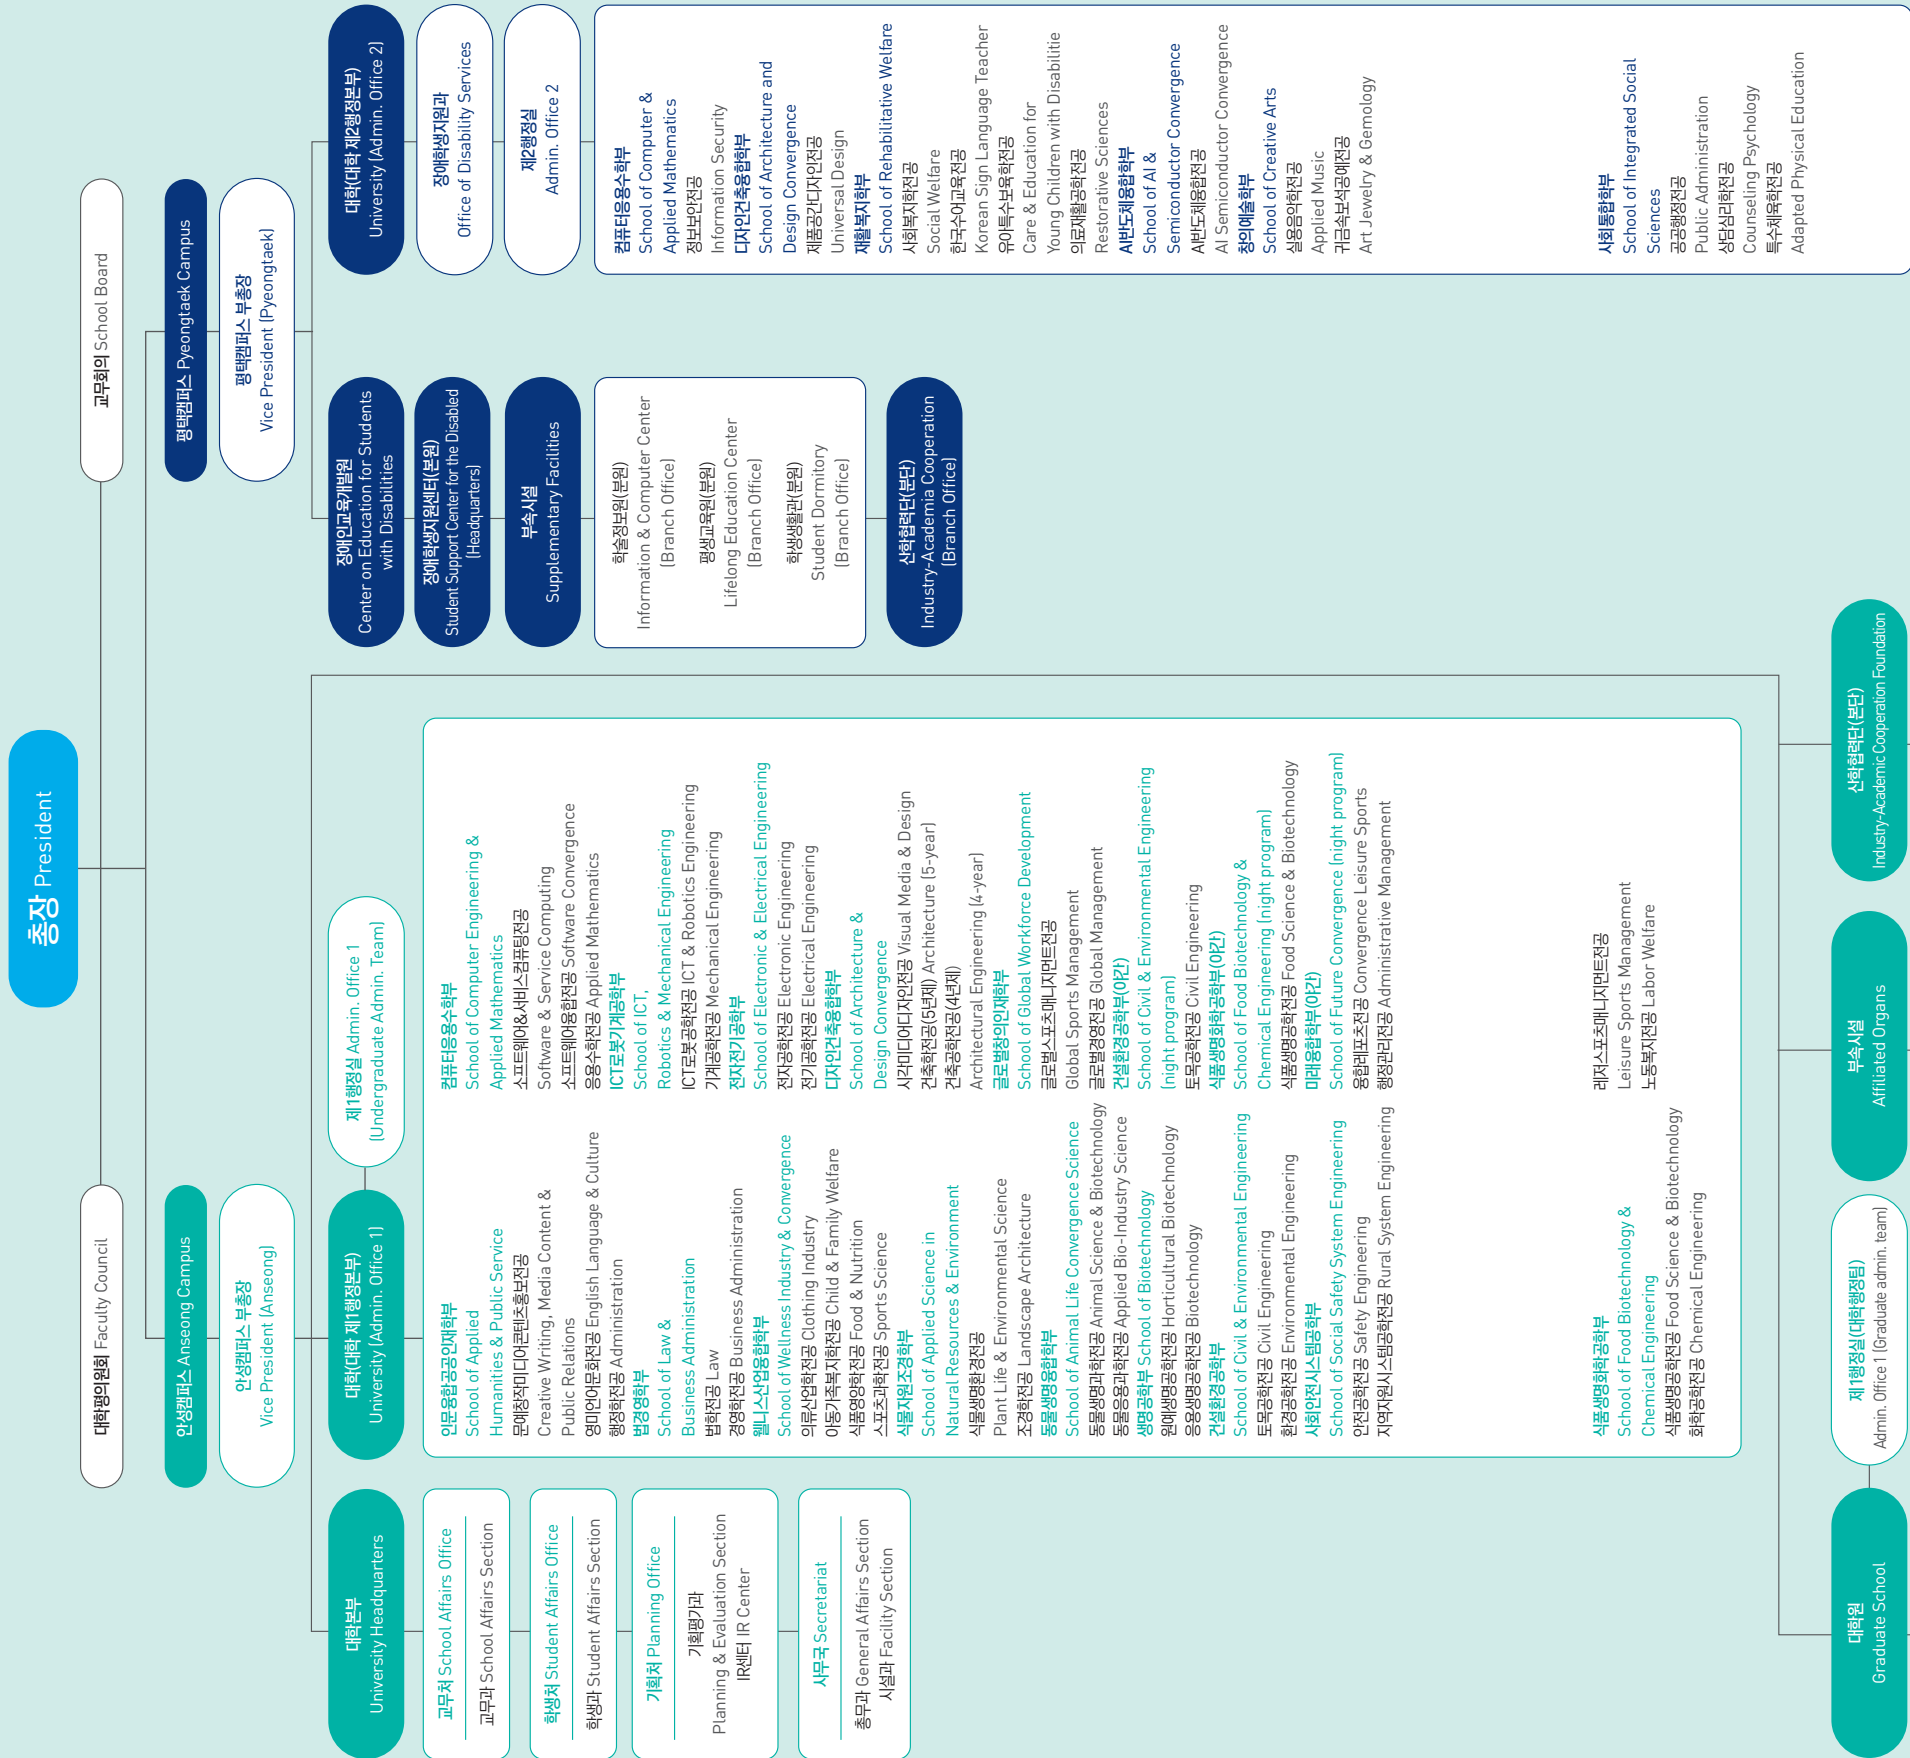 총장 President
대학평의원회 Faculty Council
교무회의 School Board
안성캠퍼스 Anseong Campus
안성캠퍼스 부총장
Vice President (Anseong)
평택캠퍼스 Pyeongtaek Campus
평택캠퍼스 부총장
Vice President (Pyeongtaek)
대학본부
University Headquarters
교무처 School Affairs Office
교무과 School Affairs Section
학생처 Student Affairs Office
학생과 Student Affairs Section
기획처 Planning Office
기획평가과
Planning & Evaluation Section
IR센터 IR Center
사무국 Secretariat
총무과 General Affairs Section
시설과 Facility Section
대학(대학 제1행정본부)
University (Admin. Office 1)
제1행정실 Admin. Office 1
(Undergraduate Admin. Team)
인문융합공공인재학부
School of Applied
Humanities & Public Service
문예창작미디어콘텐츠홍보전공
Creative Writing, Media Content &
Public Relations
영미언어문화전공 English Language & Culture
행정학전공 Administration
법경영학부
School of Law &
Business Administration
법학전공 Law
경영학전공 Business Administration
웰니스산업융합학부
School of Wellness Industry & Convergence
의류산업학전공 Clothing Industry
아동가족복지학전공 Child & Family Welfare
식품영양학전공 Food & Nutrition
스포츠과학전공 Sports Science
식물자원조경학부
School of Applied Science in
Natural Resources & Environment
식물생명환경전공
Plant Life & Environmental Science
조경학전공 Landscape Architecture
동물생명융합학부
School of Animal Life Convergence Science
동물생명과학전공 Animal Science & Biotechnology
동물응용과학전공 Applied Bio-Industry Science
생명공학부 School of Biotechnology
원예생명공학전공 Horticultural Biotechnology
응용생명공학전공 Biotechnology
건설환경공학부
School of Civil & Environmental Engineering
토목공학전공 Civil Engineering
환경공학전공 Environmental Engineering
사회안전시스템공학부
School of Social Safety System Engineering
안전공학전공 Safety Engineering
지역자원시스템공학전공 Rural System Engineering
식품생명화학공학부
School of Food Biotechnology &
Chemical Engineering
식품생명공학전공 Food Science & Biotechnology
화학공학전공 Chemical Engineering
컴퓨터응용수학부
School of Computer Engineering &
Applied Mathematics
소프트웨어&서비스컴퓨팅전공
Software & Service Computing
소프트웨어융합전공 Software Convergence
응용수학전공 Applied Mathematics
ICT로봇기계공학부
School of ICT,
Robotics & Mechanical Engineering
ICT로봇공학전공 ICT & Robotics Engineering
기계공학전공 Mechanical Engineering
전자전기공학부
School of Electronic & Electrical Engineering
전자공학전공 Electronic Engineering
전기공학전공 Electrical Engineering
디자인건축융합학부
School of Architecture &
Design Convergence
시각미디어디자인전공 Visual Media & Design
건축학전공(5년제) Architecture (5-year)
건축공학전공(4년제)
Architectural Engineering (4-year)
글로벌창의인재학부
School of Global Workforce Development
글로벌스포츠매니지먼트전공
Global Sports Management
글로벌경영전공 Global Management
건설환경공학부(야간)
School of Civil & Environmental Engineering
(night program)
토목공학전공 Civil Engineering
식품생명화학공학부(야간)
School of Food Biotechnology &
Chemical Engineering (night program)
식품생명공학전공 Food Science & Biotechnology
미래융합학부(야간)
School of Future Convergence (night program)
융합레포츠전공 Convergence Leisure Sports
행정관리전공 Administrative Management
레저스포츠매니지먼트전공
Leisure Sports Management
노동복지전공 Labor Welfare
장애인교육개발원
Center on Education for Students
with Disabilities
장애학생지원센터(본원)
Student Support Center for the Disabled
(Headquarters)
부속시설
Supplementary Facilities
학술정보원(분원)
Information & Computer Center
(Branch Office)
평생교육원(분원)
Lifelong Education Center
(Branch Office)
학생생활관(분원)
Student Dormitory
(Branch Office)
산학협력단(분단)
Industry-Academia Cooperation
(Branch Office)
대학(대학 제2행정본부)
University (Admin. Office 2)
장애학생지원과
Office of Disability Services
제2행정실
Admin. Office 2
컴퓨터응용수학부
School of Computer &
Applied Mathematics
정보보안전공
Information Security
디자인건축융합학부
School of Architecture and
Design Convergence
제품공간디자인전공
Universal Design
재활복지학부
School of Rehabilitative Welfare
사회복지학전공
Social Welfare
한국수어교육전공
Korean Sign Language Teacher
유아특수보육학전공
Care & Education for
Young Children with Disabilitie
의료재활공학전공
Restorative Sciences
AI반도체융합학부
School of AI &
Semiconductor Convergence
AI반도체융합전공
AI Semiconductor Convergence
창의예술학부
School of Creative Arts
실용음악학전공
Applied Music
귀금속보석공예전공
Art Jewelry & Gemology
사회통합학부
School of Integrated Social
Sciences
공공행정전공
Public Administration
상담심리학전공
Counseling Psychology
특수체육학전공
Adapted Physical Education
대학원
Graduate School
제1행정실(대학행정팀)
Admin. Office 1 (Graduate admin. team)
부속시설
Affiliated Organs
산학협력단(본단)
Industry-Academic Cooperation Foundation